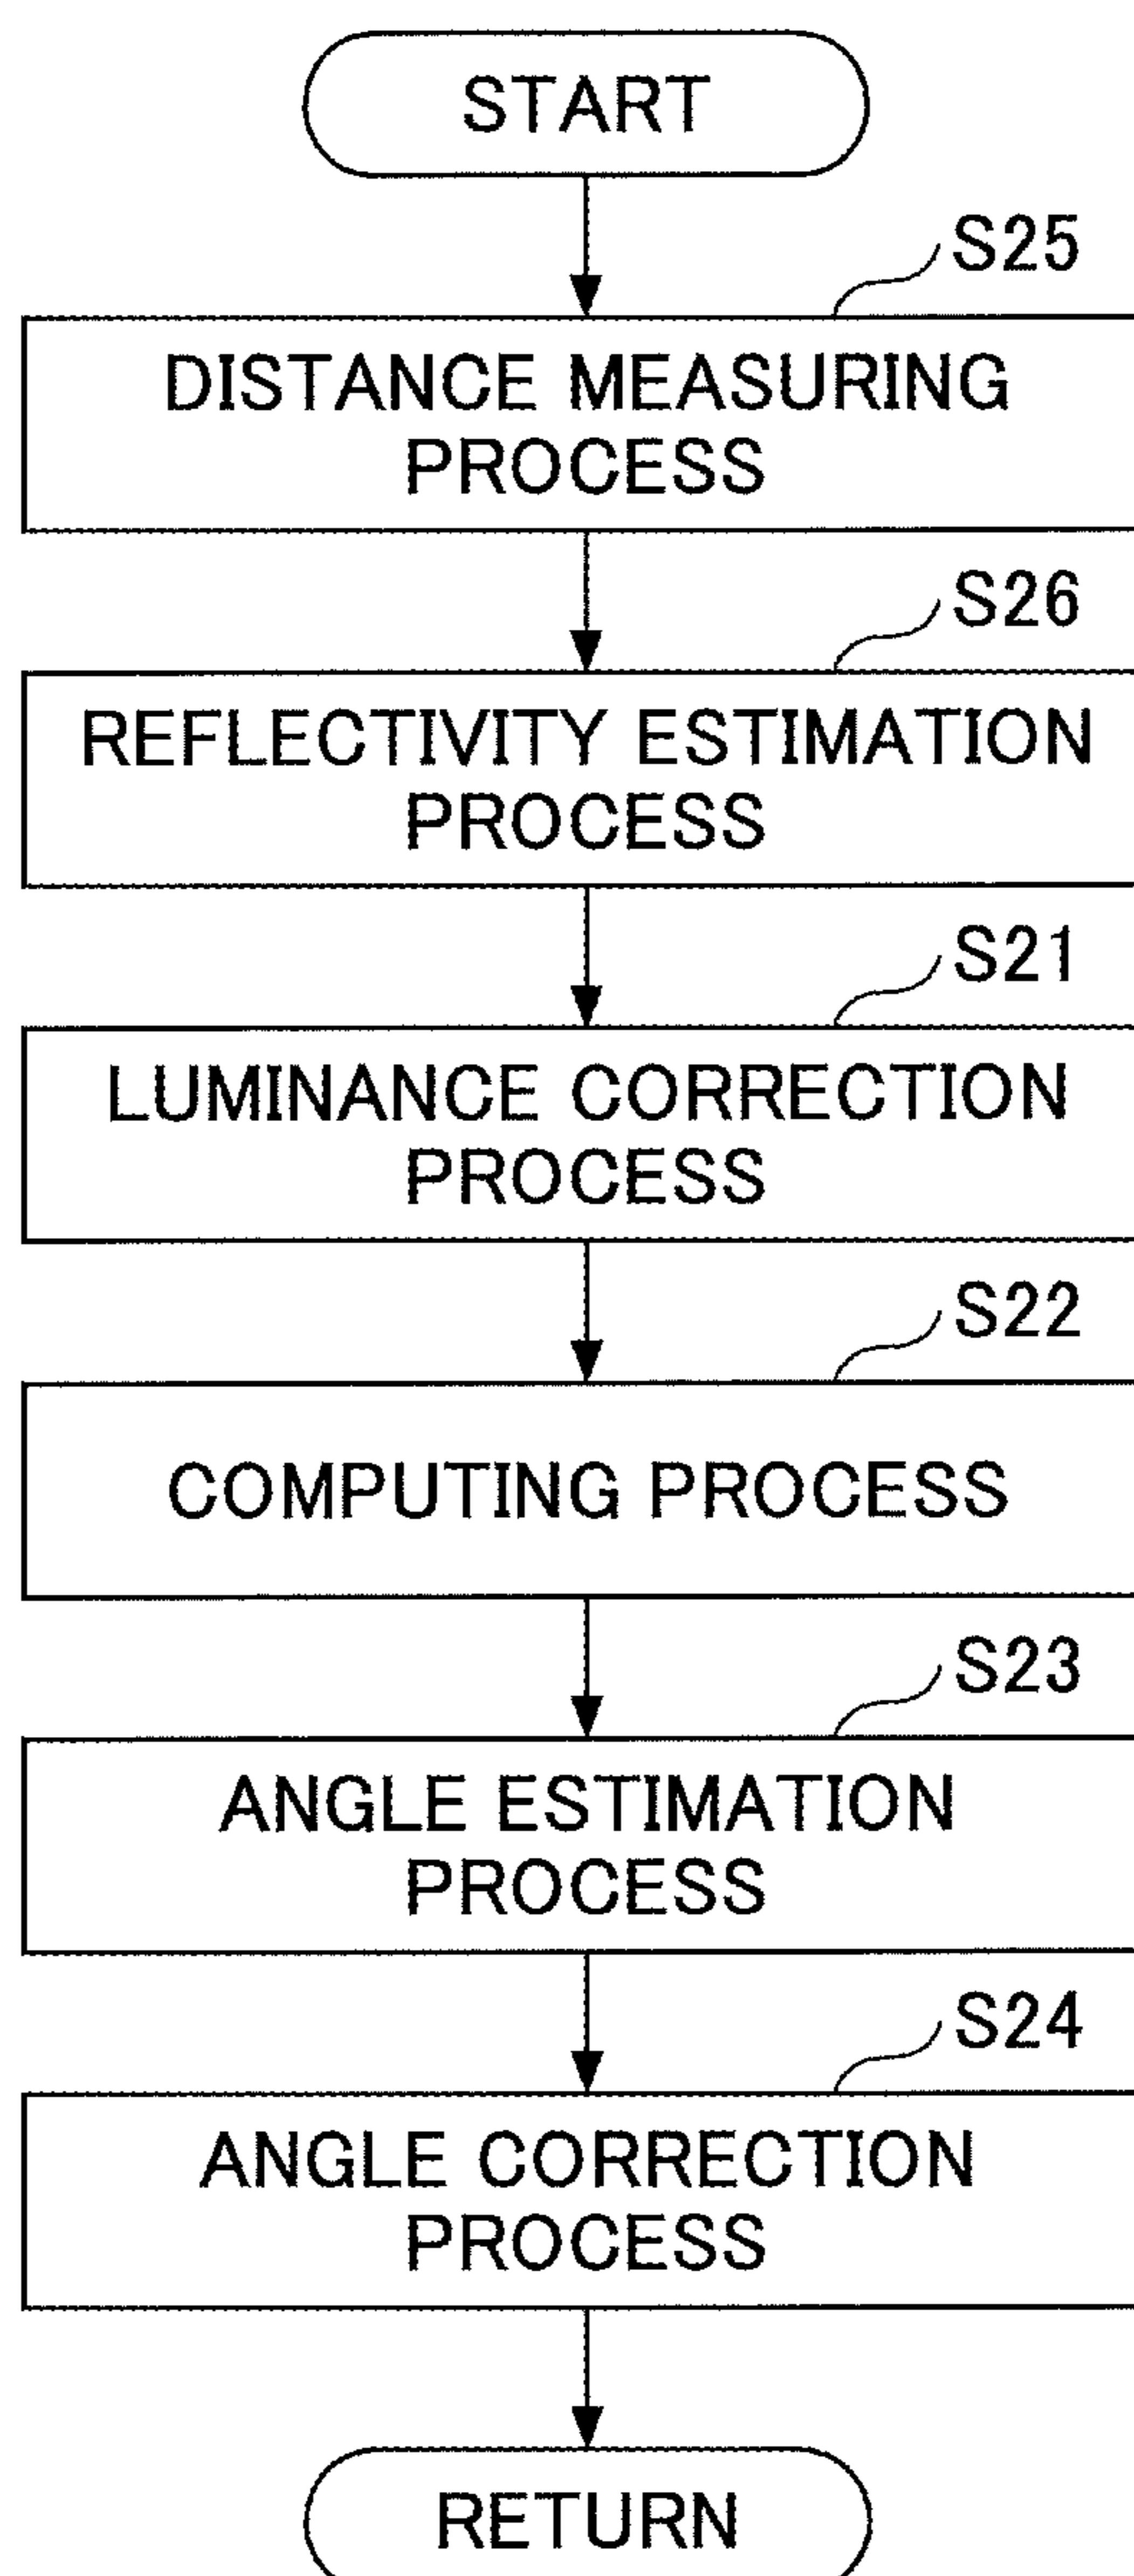 START
S25
DISTANCE MEASURING
PROCESS
S26
REFLECTIVITY ESTIMATION
PROCESS
S21
LUMINANCE CORRECTION
PROCESS
S22
COMPUTING PROCESS
S23
ANGLE ESTIMATION
PROCESS
S24
ANGLE CORRECTION
PROCESS
RETURN